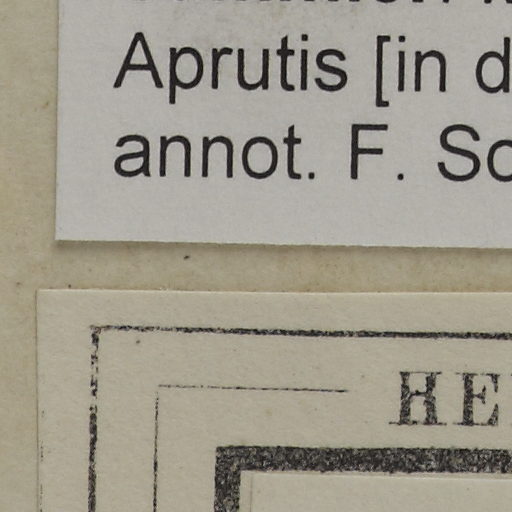 Aprutis [in d
annot. F. Sc
HE